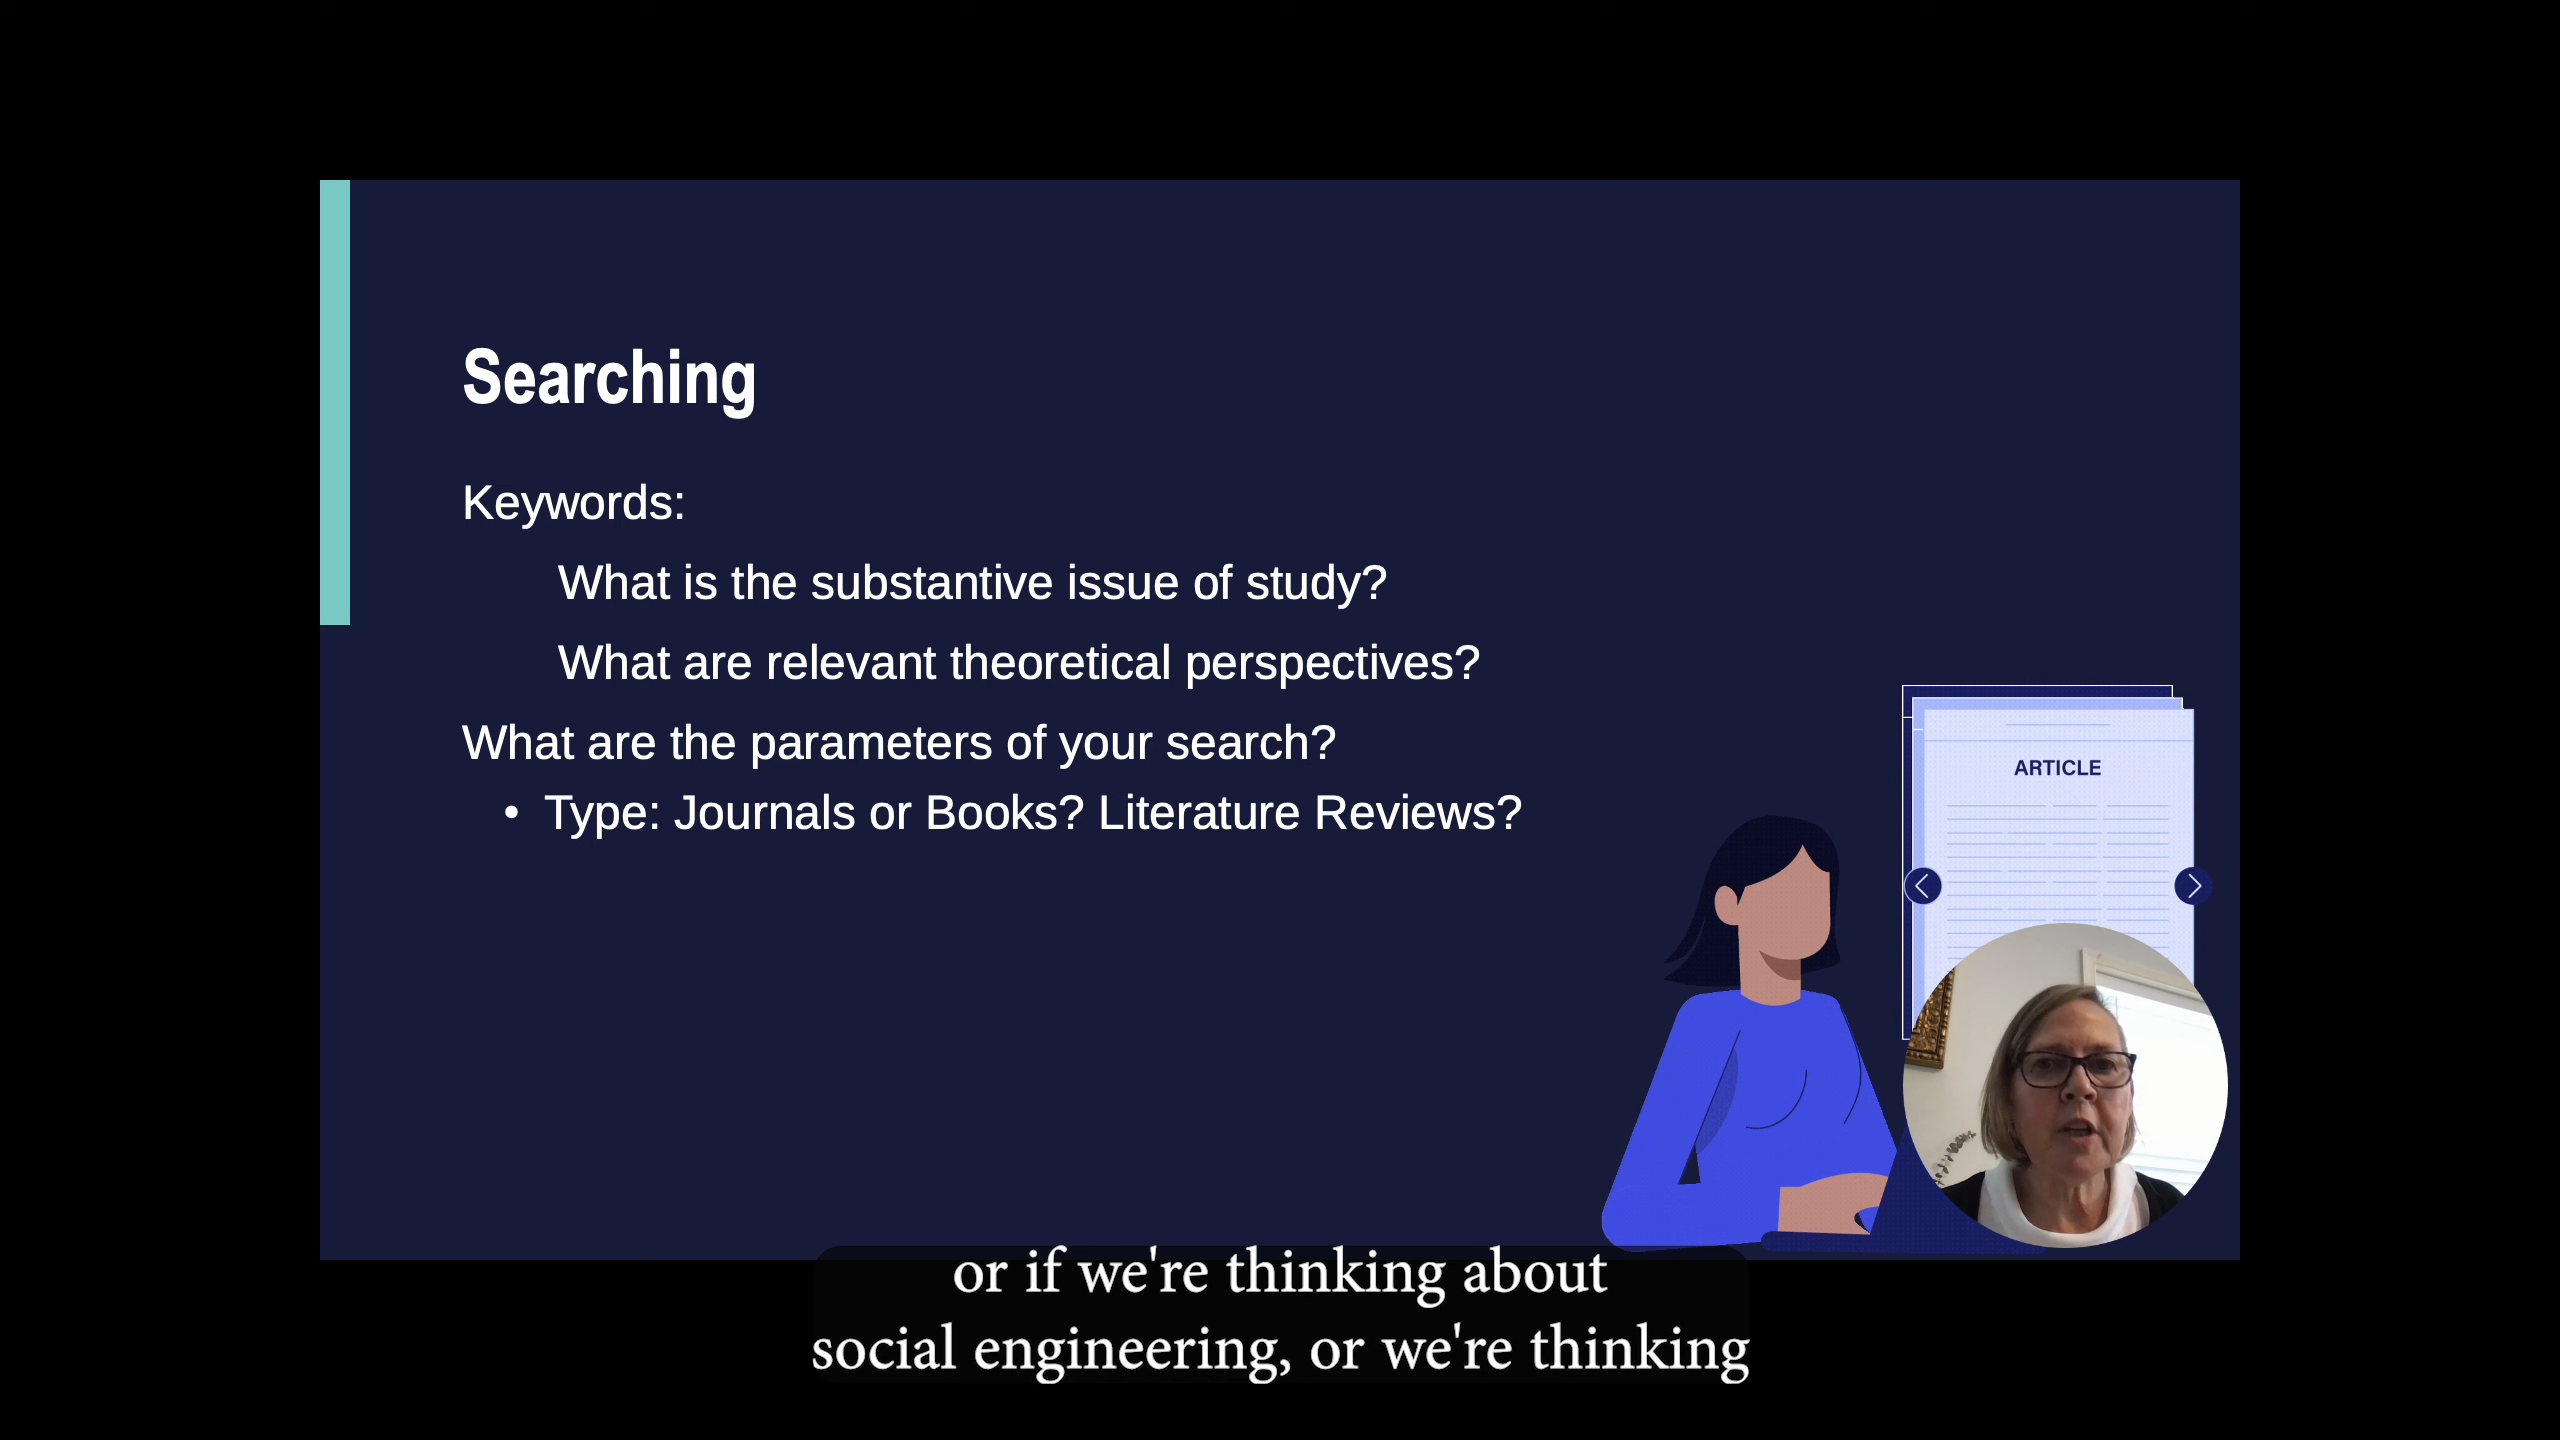 Searching
Keywords:
What is the substantive issue of study?
What are relevant theoretical perspectives?
What are the parameters of your search?
• Type: Journals or Books? Literature Reviews?
ARTICLE
or if we're thinking about
social engineering, or we're thinking